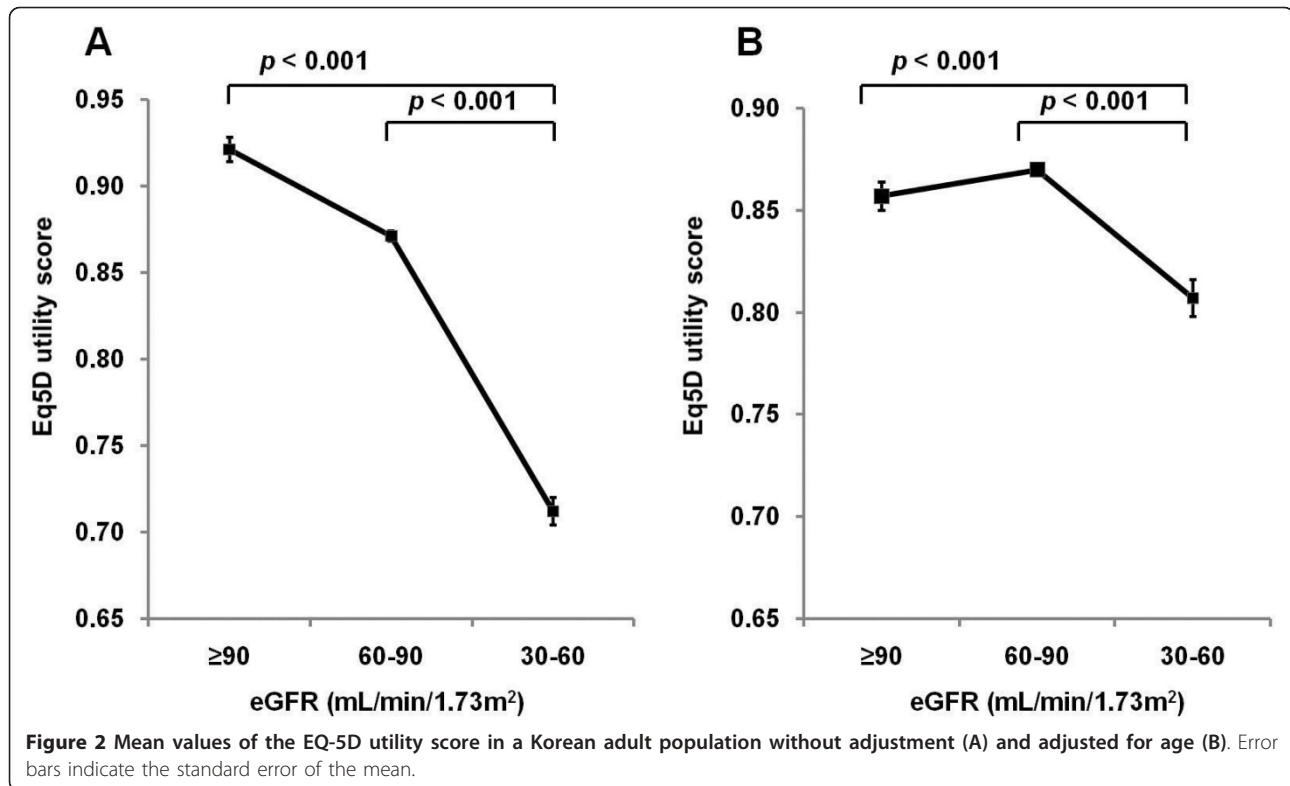 A
p < 0.001
p < 0.001
0.95
0.90
0.85
0.80
0.75
0.70
0.65
Eq5D utility score
≥90 60-90 30-60
eGFR (mL/min/1.73m²)
B
p < 0.001
p < 0.001
0.90
0.85
0.80
0.75
0.70
0.65
Eq5D utility score
≥90 60-90 30-60
eGFR (mL/min/1.73m²)
Figure 2 Mean values of the EQ-5D utility score in a Korean adult population without adjustment (A) and adjusted for age (B). Error
bars indicate the standard error of the mean.